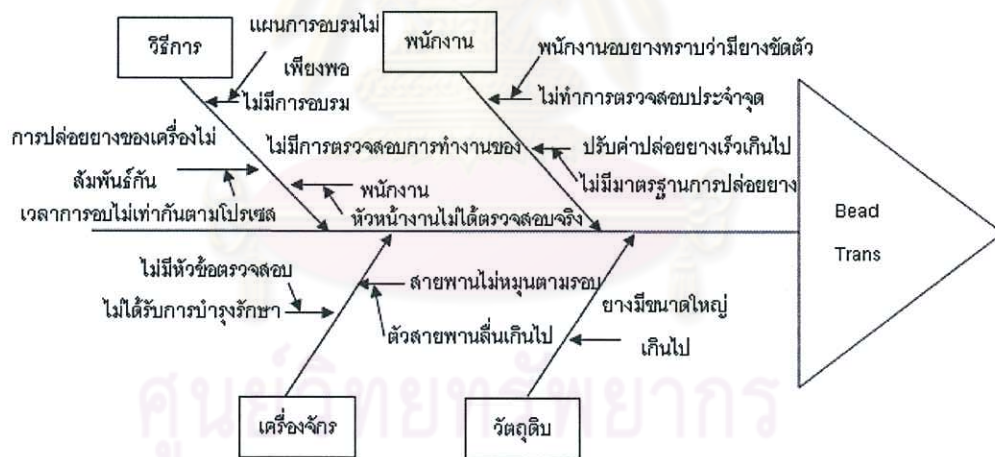 แผนการอบรมไม่
วิธีการ
พนักงาน
เพียงพอ
พนักงานอบยางทราบว่ามียางขัดตัว
ไม่มีการอบรม
ไม่ทำการตรวจสอบประจำจุด
การปล่อยยางของเครื่องไม่
ไม่มีการตรวจสอบการทำงานของ
ปรับค่าปล่อยยางเร็วเกินไป
สัมพันธ์กัน
พนักงาน
ไม่มีมาตรฐานการปล่อยยาง
เวลาการอบไม่เท่ากันตามโปรเซส
หัวหน้างานไม่ได้ตรวจสอบจริง
Bead
Trans
ไม่มีหัวข้อตรวจสอบ
สายพานไม่หมุนตามรอบ
ไม่ได้รับการบำรุงรักษา
ยางมีขนาดใหญ่
ตัวสายพานลื่นเกินไป
เกินไป
เครื่องจักร
วัตถุดิบ
ศูนย์วิทยทรัพยากร